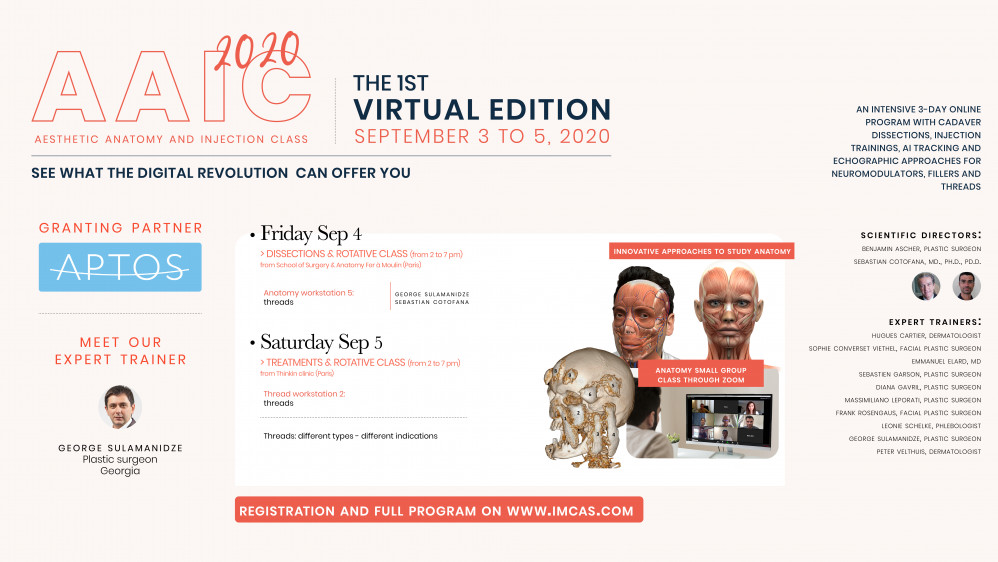 AAIC
2020
AESTHETIC ANATOMY AND INJECTION CLASS
THE 1ST
VIRTUAL EDITION
SEPTEMBER 3 TO 5, 2020
SEE WHAT THE DIGITAL REVOLUTION CAN OFFER YOU
AN INTENSIVE 3-DAY ONLINE
PROGRAM WITH CADAVER
DISSECTIONS, INJECTION
TRAININGS, AI TRACKING AND
ECHOGRAPHIC APPROACHES FOR
NEUROMODULATORS, FILLERS AND
THREADS
GRANTING PARTNER
APTOS
MEET OUR
EXPERT TRAINER
GEORGE SULAMANIDZE
Plastic surgeon
Georgia
• Friday Sep 4
> DISSECTIONS & ROTATIVE CLASS (from 2 to 7 pm)
from School of Surgery & Anatomy Fer à Moulin (Paris)
Anatomy workstation 5:
threads
GEORGE SULAMANIDZE
SEBASTIAN COTOFANA
• Saturday Sep 5
> TREATMENTS & ROTATIVE CLASS (from 2 to 7 pm)
from Thinkin clinic (Paris)
Thread workstation 2:
threads
Threads: different types - different indications
INNOVATIVE APPROACHES TO STUDY ANATOMY
ANATOMY SMALL GROUP
CLASS THROUGH ZOOM
SCIENTIFIC DIRECTORS:
BENJAMIN ASCHER, PLASTIC SURGEON
SEBASTIAN COTOFANA, MD., PH.D., PD.D.
EXPERT TRAINERS:
HUGUES CARTIER, DERMATOLOGIST
SOPHIE CONVERSET VIETHEL, FACIAL PLASTIC SURGEON
EMMANUEL ELARD, MD
SEBASTIEN GARSON, PLASTIC SURGEON
DIANA GAVRIL, PLASTIC SURGEON
MASSIMILIANO LEPORATI, PLASTIC SURGEON
FRANK ROSENGAUS, FACIAL PLASTIC SURGEON
LEONIE SCHELKE, PHLEBOLOGIST
GEORGE SULAMANIDZE, PLASTIC SURGEON
PETER VELTHUIS, DERMATOLOGIST
REGISTRATION AND FULL PROGRAM ON WWW.IMCAS.COM